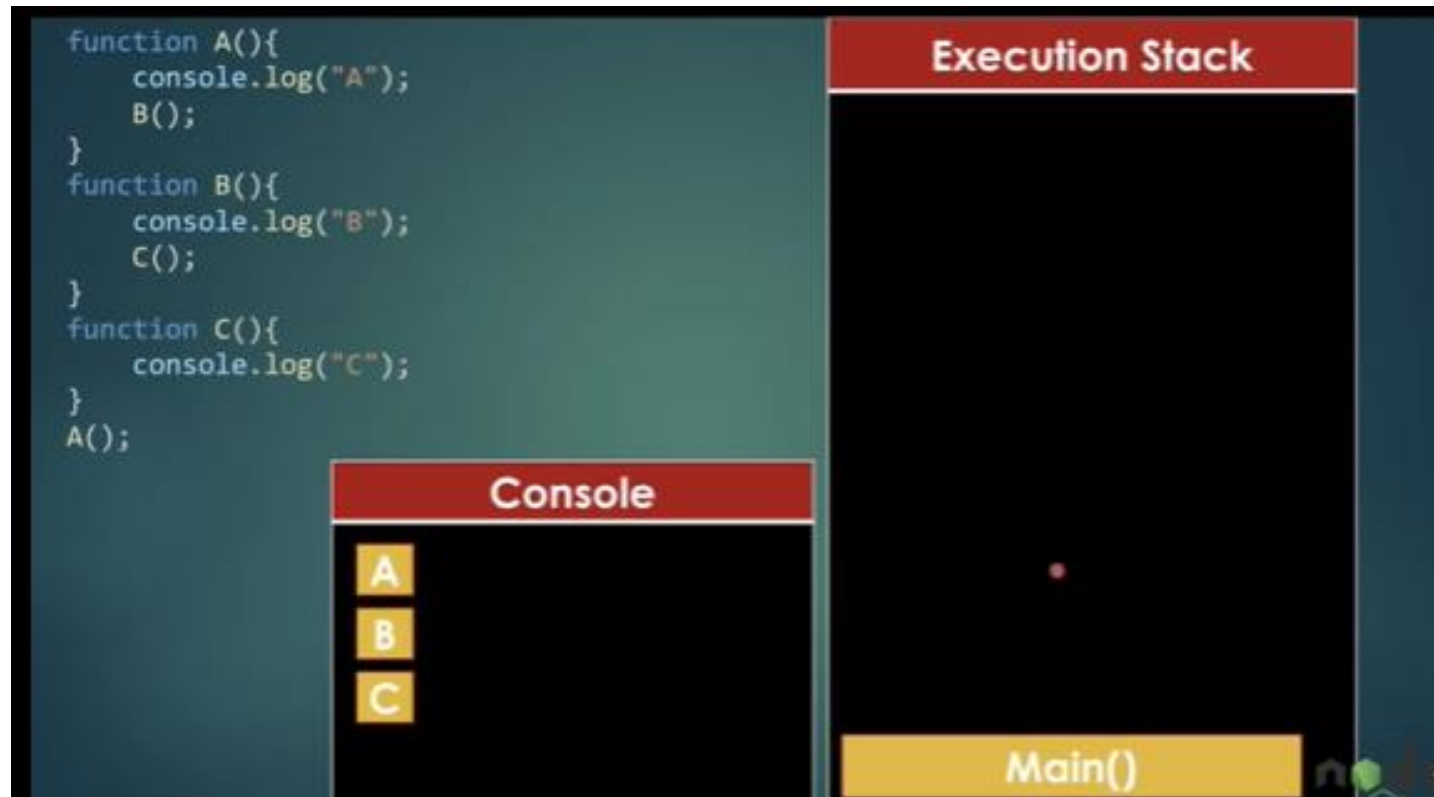 function A(){
console.log("A");
B();
}
function B(){
console.log("B");
C();
}
function C(){
console.log("C");
}
A();
Console
A
B
C
Execution Stack
Main()